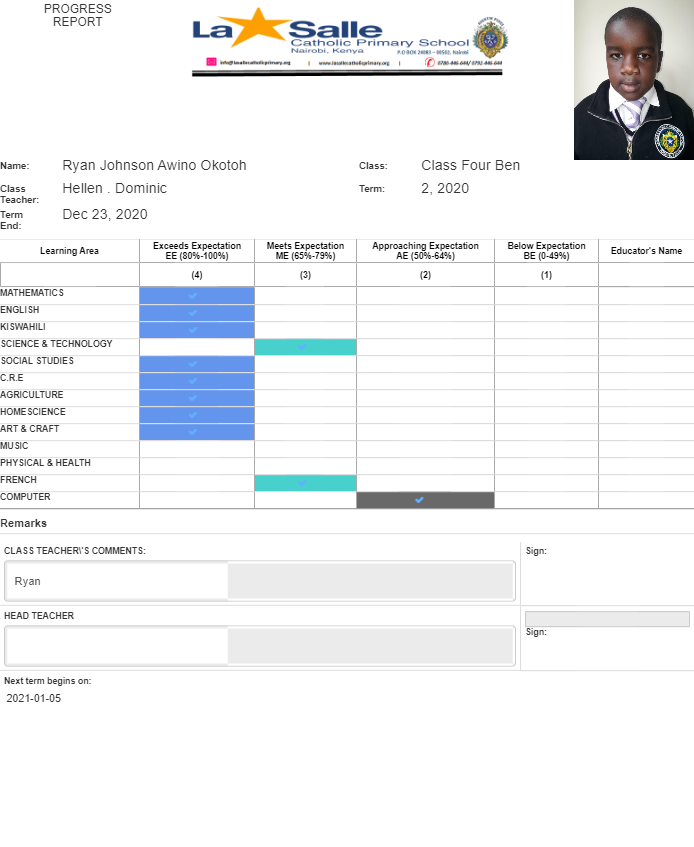 PROGRESS
REPORT
La Salle
Catholic Primary School
Nairobi, Kenya
P.O BOX 24083 – 00502, Nairobi
info@lasallecatholicprimary.org | www.lasallecatholicprimary.org | 0780-446-644/ 0792-446-644
Name: Ryan Johnson Awino Okotoh Class: Class Four Ben
Class Teacher: Hellen . Dominic Term: 2, 2020
Term End: Dec 23, 2020
Learning Area Exceeds Expectation EE (80%-100%) Meets Expectation ME (65%-79%) Approaching Expectation AE (50%-64%) Below Expectation BE (0-49%) Educator's Name
(4) (3) (2) (1)
MATHEMATICS
ENGLISH
KISWAHILI
SCIENCE & TECHNOLOGY
SOCIAL STUDIES
C.R.E
AGRICULTURE
HOMESCIENCE
ART & CRAFT
MUSIC
PHYSICAL & HEALTH
FRENCH
COMPUTER
Remarks
CLASS TEACHER\'S COMMENTS: Sign:
Ryan
HEAD TEACHER
Sign:
Next term begins on:
2021-01-05